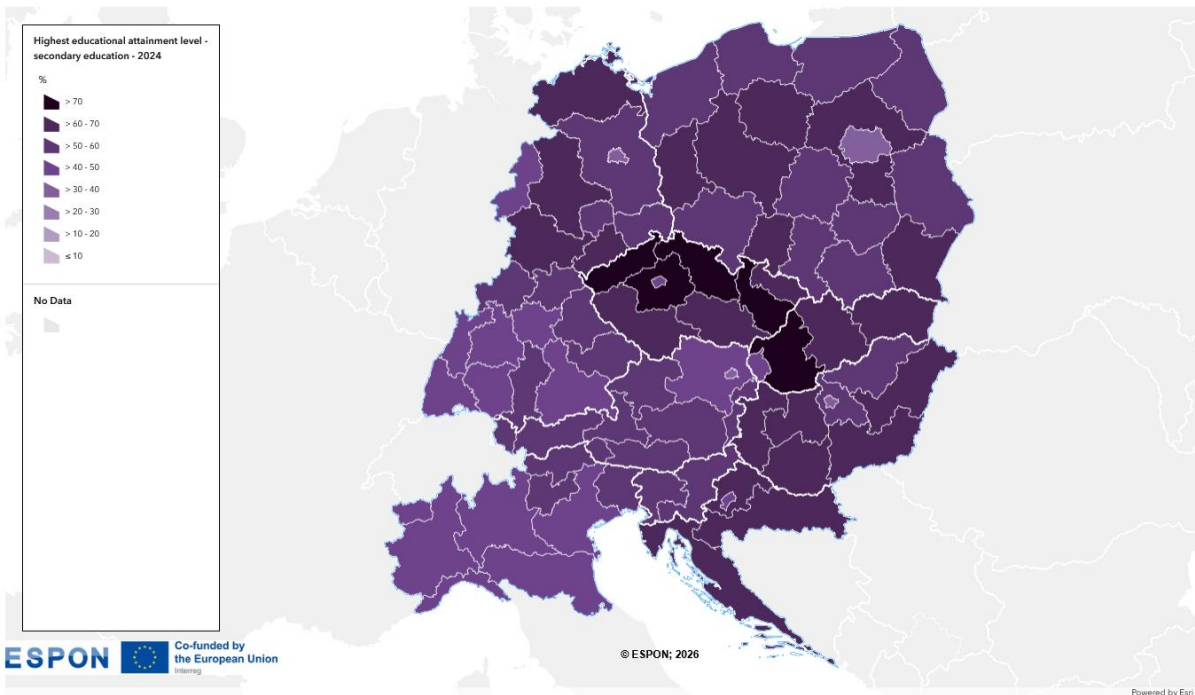 Highest educational attainment level -
secondary education - 2024
%
> 70
> 60 - 70
> 50 - 60
> 40 - 50
> 30 - 40
> 20 - 30
> 10 - 20
≤ 10
No Data
ESPON
Co-funded by
the European Union
Interreg
© ESPON; 2026
Powered by Esri